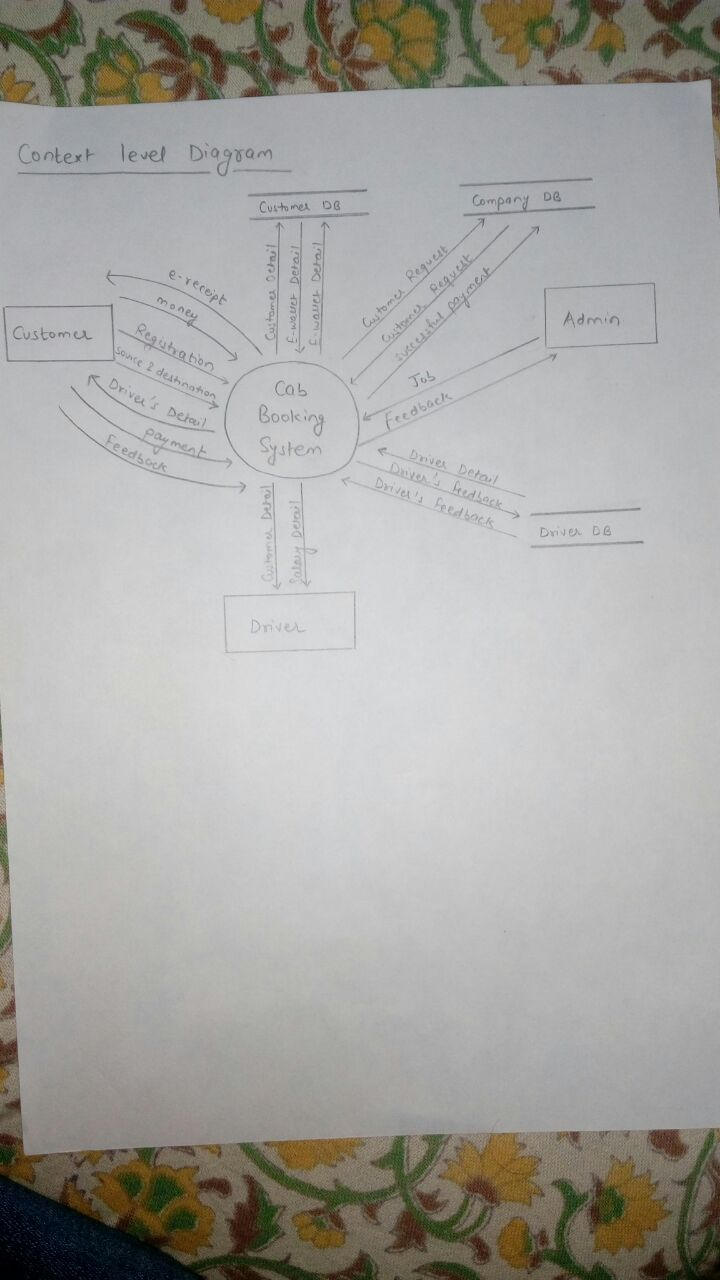 Context level Diagram
Customer DB
Company DB
Customer Detail
E-wallet Detail
E-wallet Detail
Customer Request
Customer Request
successful payment
e-receipt
money
Customer
Registration
source & destination
Driver's Detail
payment
Feedback
Cab
Booking
System
Admin
Job
Feedback
Driver Detail
Driver's Feedback
Driver's Feedback
Driver DB
Customer Detail
Salary Detail
Driver